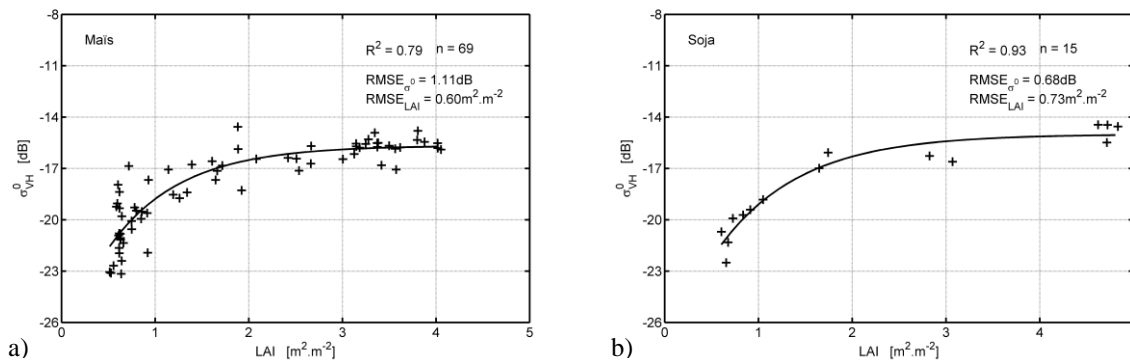 -8
-11
-14
-17
-20
-23
-26
σ⁰VH [dB]
Maïs
R² = 0.79 n = 69
RMSEσ⁰ = 1.11dB
RMSELAI = 0.60m².m⁻²
0 1 2 3 4 5
LAI [m².m⁻²]
a)
-8
-11
-14
-17
-20
-23
-26
σ⁰VH [dB]
Soja
R² = 0.93 n = 15
RMSEσ⁰ = 0.68dB
RMSELAI = 0.73m².m⁻²
0 1 2 3 4
LAI [m².m⁻²]
b)